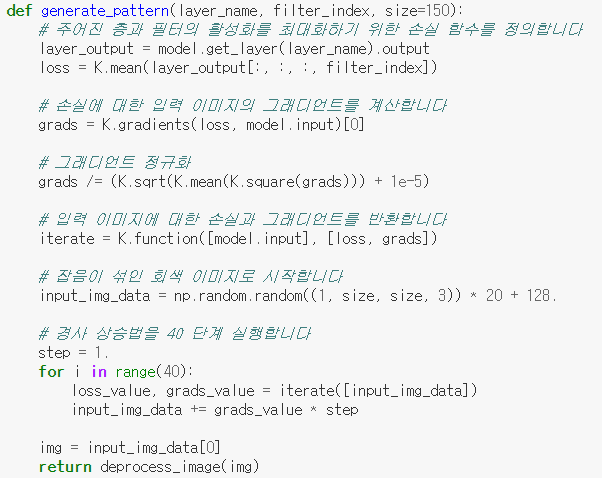 def generate_pattern(layer_name, filter_index, size=150):
    # 주어진 층과 필터의 활성화를 최대화하기 위한 손실 함수를 정의합니다
    layer_output = model.get_layer(layer_name).output
    loss = K.mean(layer_output[:, :, :, filter_index])

    # 손실에 대한 입력 이미지의 그래디언트를 계산합니다
    grads = K.gradients(loss, model.input)[0]

    # 그래디언트 정규화
    grads /= (K.sqrt(K.mean(K.square(grads))) + 1e-5)

    # 입력 이미지에 대한 손실과 그래디언트를 반환합니다
    iterate = K.function([model.input], [loss, grads])

    # 잡음이 섞인 회색 이미지로 시작합니다
    input_img_data = np.random.random((1, size, size, 3)) * 20 + 128.

    # 경사 상승법을 40 단계 실행합니다
    step = 1.
    for i in range(40):
        loss_value, grads_value = iterate([input_img_data])
        input_img_data += grads_value * step

    img = input_img_data[0]
    return deprocess_image(img)